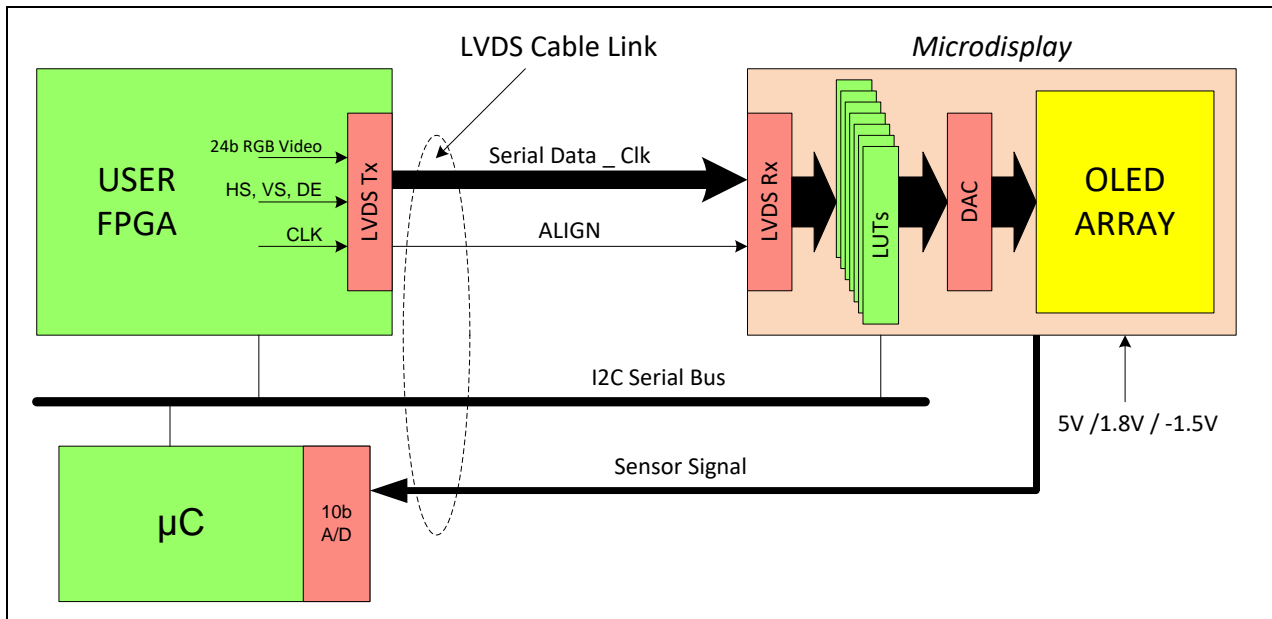 LVDS Cable Link
Microdisplay
USER
FPGA
24b RGB Video
HS, VS, DE
CLK
LVDS Tx
Serial Data _ Clk
ALIGN
LVDS Rx
LUTs
DAC
OLED
ARRAY
I2C Serial Bus
5V /1.8V / -1.5V
Sensor Signal
µC
10b
A/D